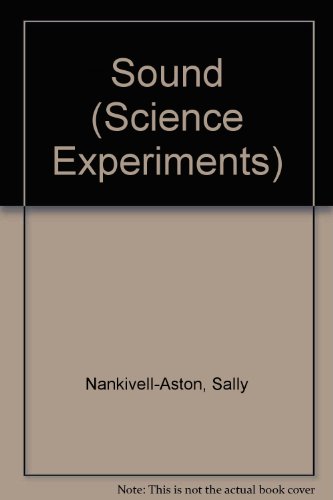 Sound
(Science
Experiments)
Nankivell-Aston, Sally
Note: This is not the actual book cover